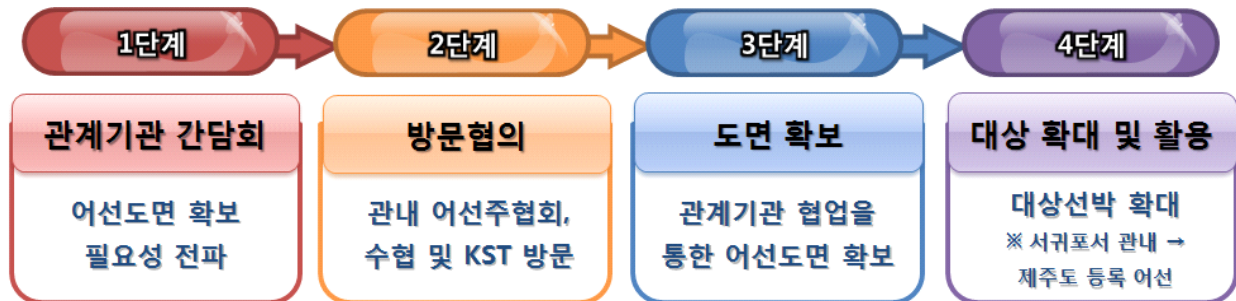 1단계
2단계
3단계
4단계
관계기관 간담회
어선도면 확보
필요성 전파
방문협의
관내 어선주협회,
수협 및 KST 방문
도면 확보
관계기관 협업을
통한 어선도면 확보
대상 확대 및 활용
대상선박 확대
※ 서귀포서 관내 →
제주도 등록 어선